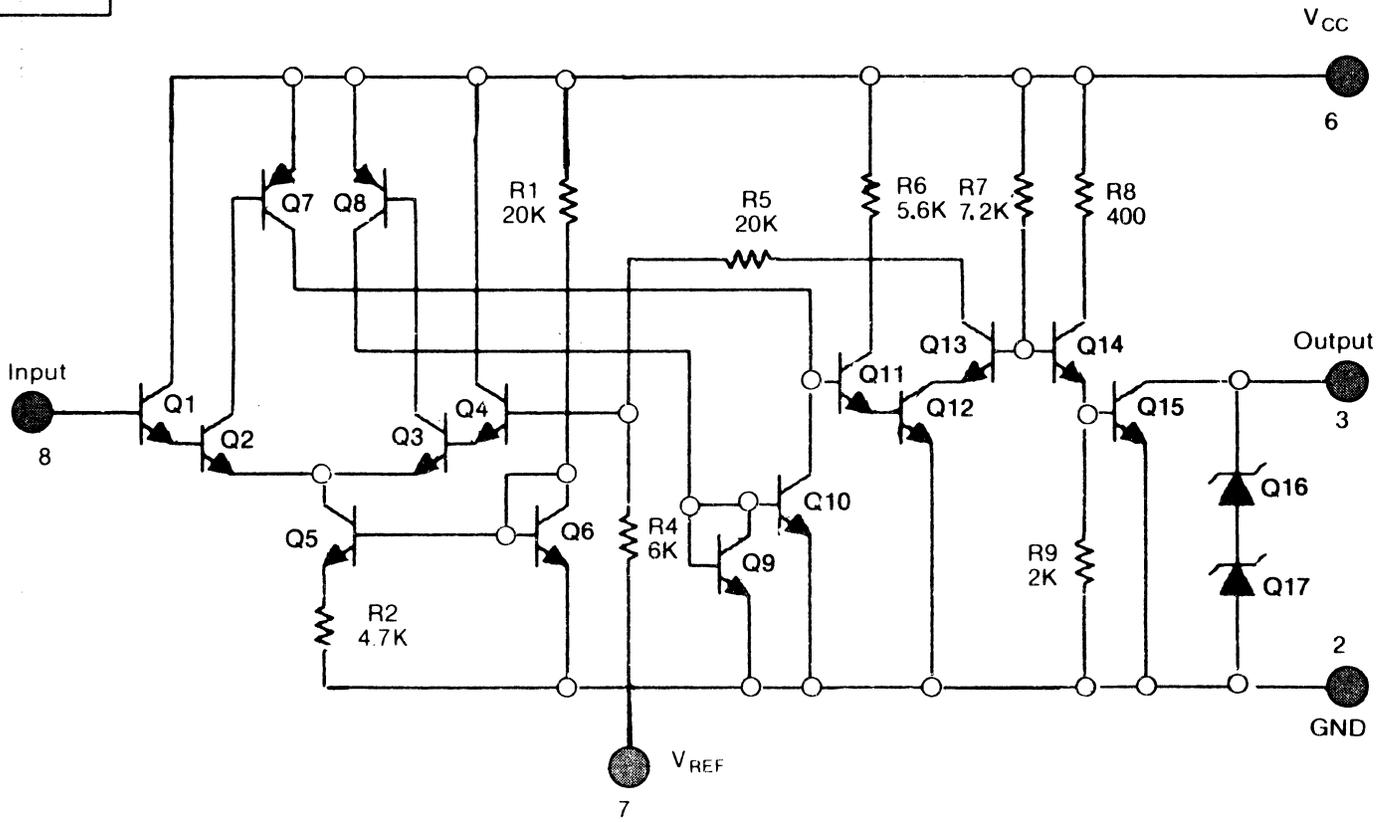 VCC
6
Q7
Q8
R1
20K
R5
20K
R6
5.6K
R7
7.2K
R8
400
Input
8
Q1
Q2
Q3
Q4
Q11
Q12
Q13
Q14
Q15
Output
3
Q5
Q6
R4
6K
Q9
Q10
R9
2K
Q16
Q17
R2
4.7K
2
GND
VREF
7